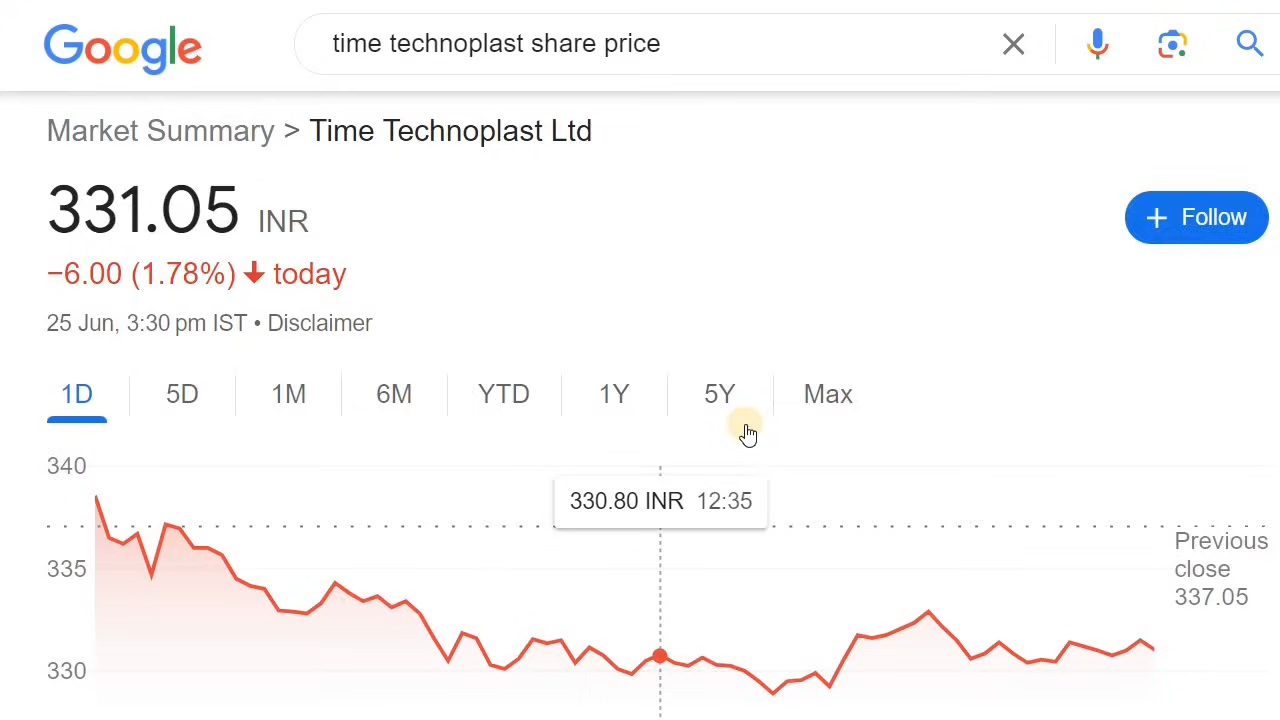 Google
time technoplast share price
Market Summary > Time Technoplast Ltd
331.05 INR
+ Follow
−6.00 (1.78%) ↓ today
25 Jun, 3:30 pm IST • Disclaimer
1D 5D 1M 6M YTD 1Y 5Y Max
340
330.80 INR 12:35
Previous
close
337.05
335
330